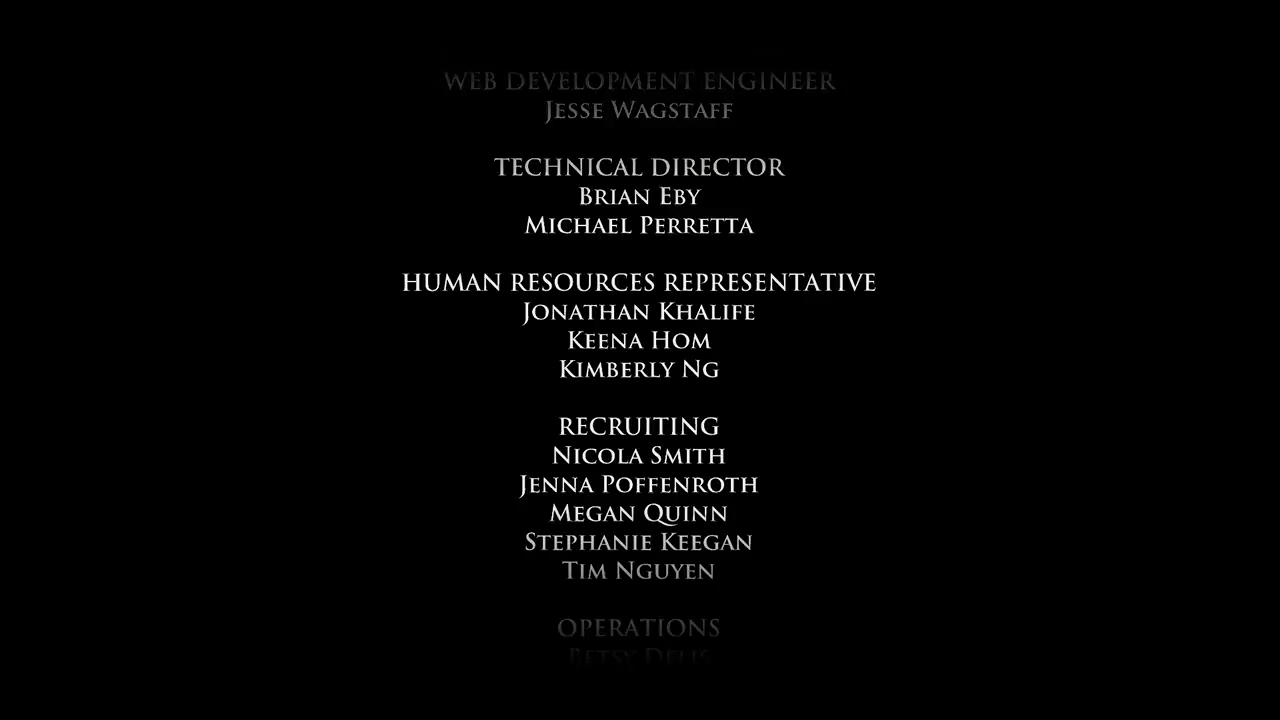 WEB DEVELOPMENT ENGINEER
JESSE WAGSTAFF
TECHNICAL DIRECTOR
BRIAN EBY
MICHAEL PERRETTA
HUMAN RESOURCES REPRESENTATIVE
JONATHAN KHALIFE
KEENA HOM
KIMBERLY NG
RECRUITING
NICOLA SMITH
JENNA POFFENROTH
MEGAN QUINN
STEPHANIE KEEGAN
TIM NGUYEN
OPERATIONS
BETSY